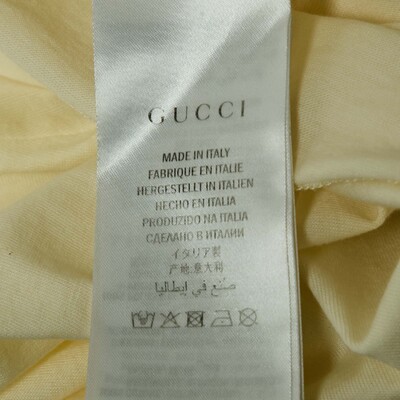 GUCCI
MADE IN ITALY
FABRIQUE EN ITALIE
HERGESTELLT IN ITALIEN
HECHO EN ITALIA
PRODUZIDO NA ITALIA
СДЕЛАНО В ИТАЛИИ
イタリア製
产地:意大利
صنع في ايطاليا